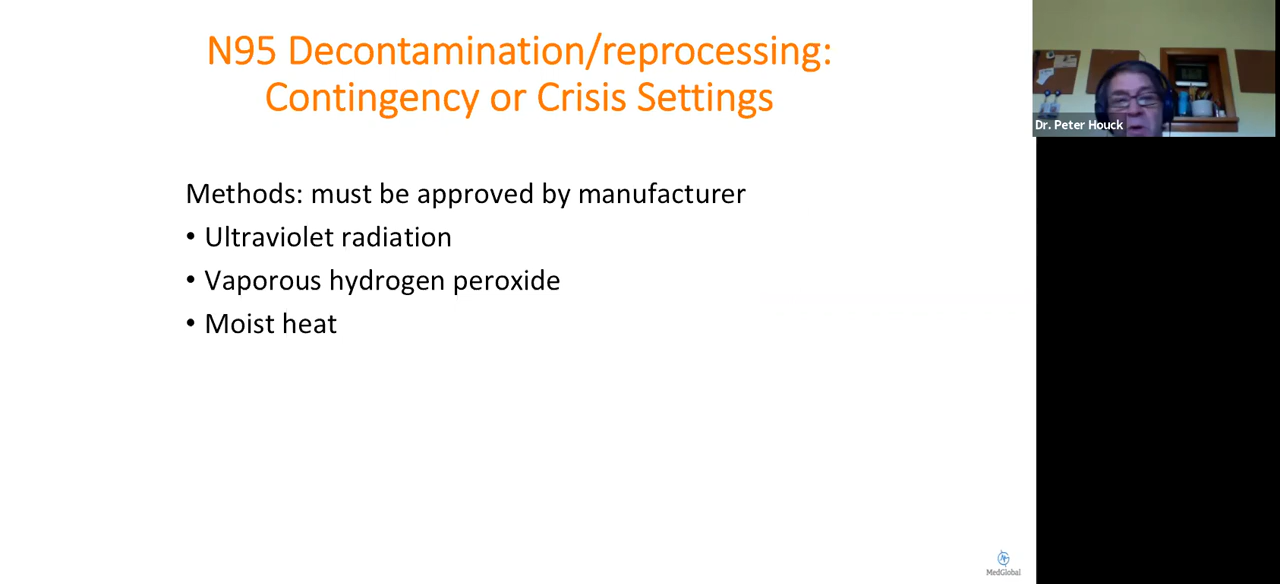 N95 Decontamination/reprocessing:
Contingency or Crisis Settings
Methods: must be approved by manufacturer
• Ultraviolet radiation
• Vaporous hydrogen peroxide
• Moist heat
Dr. Peter Houck
MedGlobal